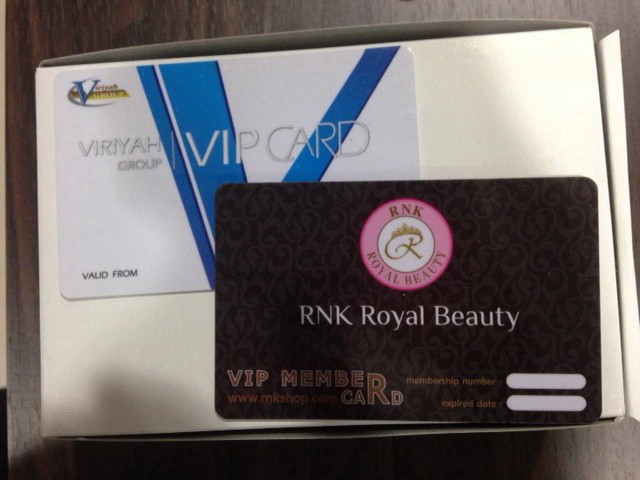 Viriyah
GROUP
VIRIYAH
GROUP
VIP CARD
VALID FROM
RNK
ROYAL BEAUTY
RNK Royal Beauty
VIP MEMBER CARD
www.rnkshop.com
membership number :
expired date :